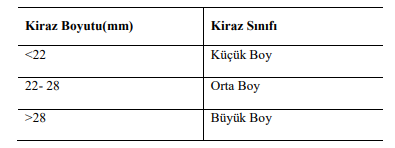 Kiraz Boyutu(mm) Kiraz Sınıfı
<22 Küçük Boy
22- 28 Orta Boy
>28 Büyük Boy